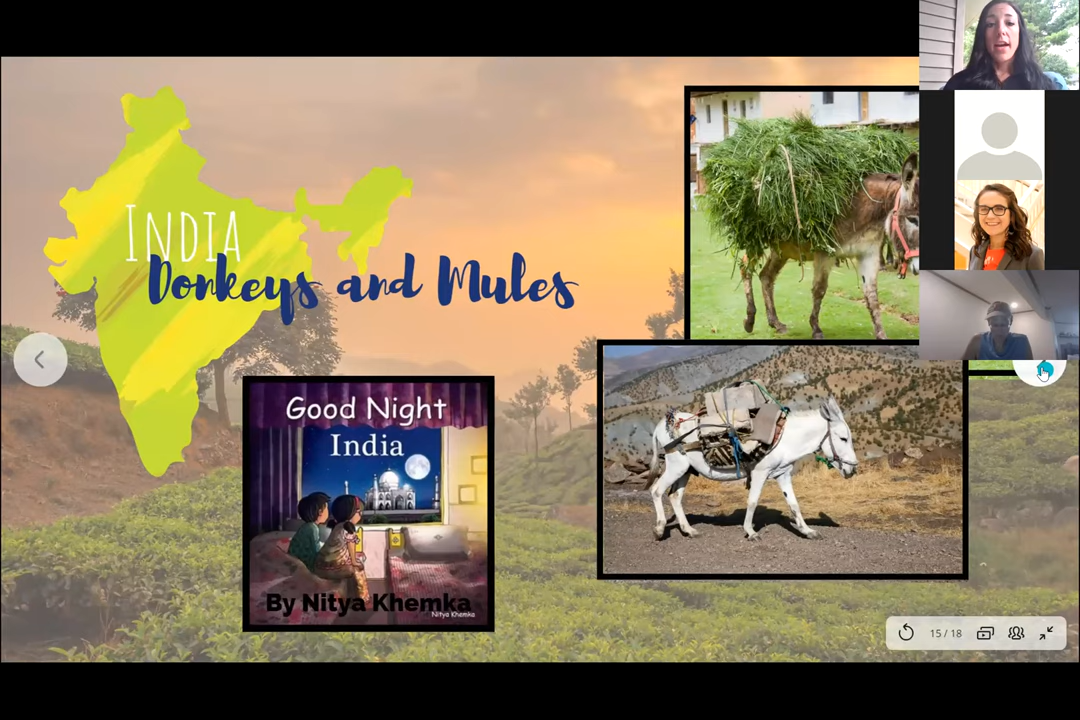 INDIA
Donkeys and Mules
Good Night
India
By Nitya Khemka
Nitya Khemka
15 / 18